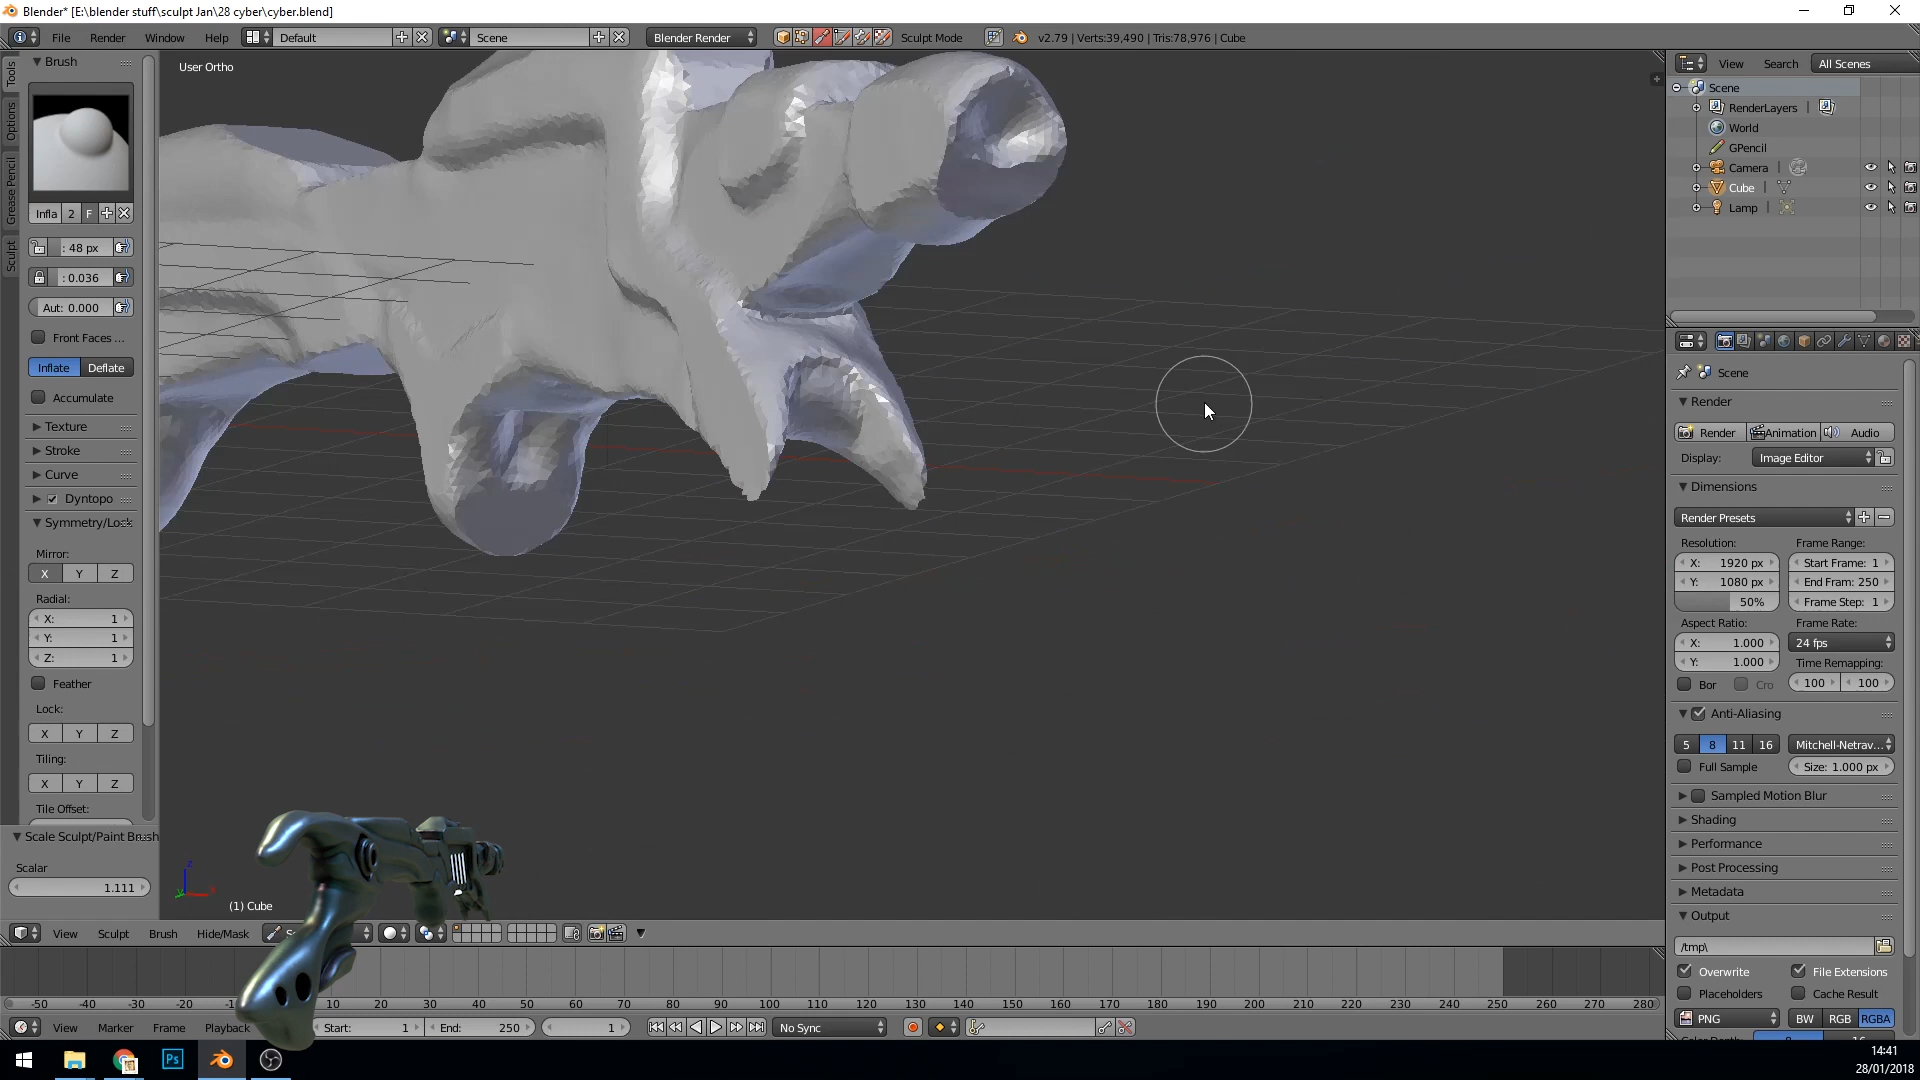 Blender* [E:\blender stuff\sculpt Jan\28 cyber\cyber.blend]
File Render Window Help Default Scene Blender Render Sculpt Mode v2.79 | Verts:39,490 | Tris:78,976 | Cube
Tools
Options
Grease Pencil
Sculpt
Brush
Infla 2 F
: 48 px
: 0.036
Aut: 0.000
Front Faces ...
Inflate Deflate
Accumulate
Texture
Stroke
Curve
Dyntopo
Symmetry/Lock
Mirror:
X Y Z
Radial:
X: 1
Y: 1
Z: 1
Feather
Lock:
X Y Z
Tiling:
X Y Z
Tile Offset:
Scale Sculpt/Paint Brush
Scalar
1.111
User Ortho
(1) Cube
View Sculpt Brush Hide/Mask
-50 -40 -30 -20 10 20 30 40 50 60 70 80 90 100 110 120 130 140 150 160 170 180 190 200 210 220 230 240 250 260 270 280
View Marker Frame Playback Start: 1 End: 250 1 No Sync
View Search All Scenes
Scene
RenderLayers
World
GPencil
Camera
Cube
Lamp
Scene
Render
Render Animation Audio
Display: Image Editor
Dimensions
Render Presets
Resolution: Frame Range:
X: 1920 px Start Frame: 1
Y: 1080 px End Fram: 250
50% Frame Step: 1
Aspect Ratio: Frame Rate:
X: 1.000 24 fps
Y: 1.000 Time Remapping:
Bor Cro 100 100
Anti-Aliasing
5 8 11 16 Mitchell-Netrav...
Full Sample Size: 1.000 px
Sampled Motion Blur
Shading
Performance
Post Processing
Metadata
Output
/tmp\
Overwrite File Extensions
Placeholders Cache Result
PNG BW RGB RGBA
Ps
14:41
28/01/2018